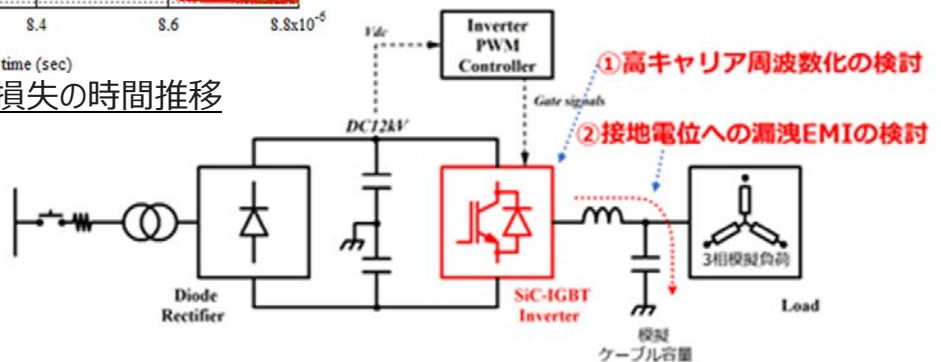 8.4
8.6
8.8x10⁻⁶
time (sec)
損失の時間推移
Vdc
Inverter
PWM
Controller
①高キャリア周波数化の検討
Gate signals
②接地電位への漏洩EMIの検討
DC12kV
3相模擬負荷
Diode
Rectifier
SiC-IGBT
Inverter
Load
模擬
ケーブル容量